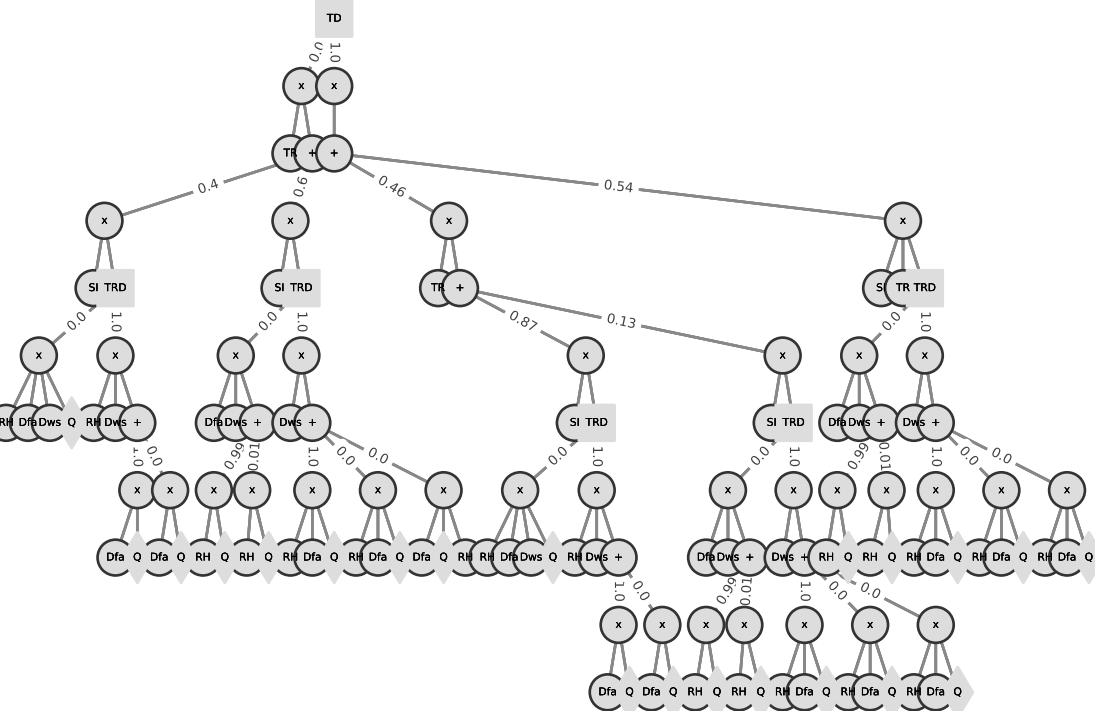 TD
0.0 1.0
x x
TR + +
0.4 0.6 0.46 0.54
x x x x
SI TRD SI TRD TR + SI TR TRD
0.0 1.0 0.0 1.0 0.87 0.13 0.0 1.0
x x x x x x x x
RH Dfa Dws Q RH Dws + Dfa Dws + Dws + SI TRD SI TRD Dfa Dws + Dws +
1.0 0.0 0.99 0.01 1.0 0.0 0.0 0.0 1.0 0.0 1.0 0.99 0.01 1.0 0.0 0.0
x x x x x x x x x x x x x x x x
Dfa Q Dfa Q RH Q RH Q RH Dfa Q RH Dfa Q Dfa Q RH RH Dfa Dws Q RH Dws + Dfa Dws + Dws + RH Q RH Q RH Dfa Q RH Dfa Q RH Dfa Q
1.0 0.0 0.99 0.01 1.0 0.0 0.0
x x x x x x x
Dfa Q Dfa Q RH Q RH Q RH Dfa Q RH Dfa Q RH Dfa Q